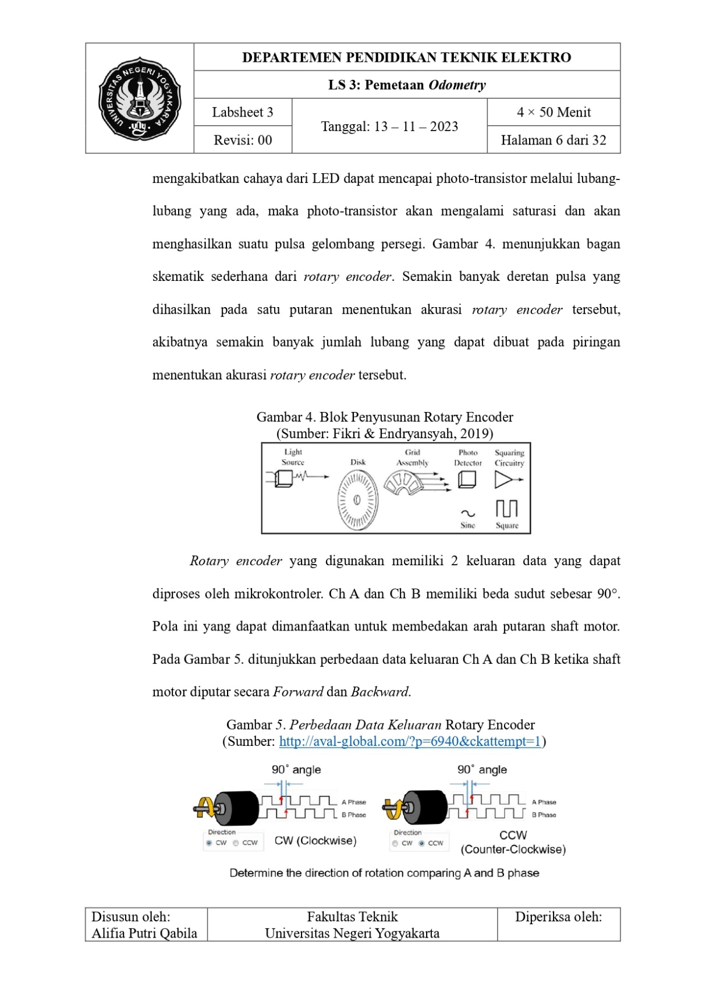 UNIVERSITAS NEGERI YOGYAKARTA
uny
DEPARTEMEN PENDIDIKAN TEKNIK ELEKTRO
LS 3: Pemetaan Odometry
Labsheet 3
Tanggal: 13 – 11 – 2023
4 × 50 Menit
Revisi: 00
Halaman 6 dari 32
mengakibatkan cahaya dari LED dapat mencapai photo-transistor melalui lubang-
lubang yang ada, maka photo-transistor akan mengalami saturasi dan akan
menghasilkan suatu pulsa gelombang persegi. Gambar 4. menunjukkan bagan
skematik sederhana dari rotary encoder. Semakin banyak deretan pulsa yang
dihasilkan pada satu putaran menentukan akurasi rotary encoder tersebut,
akibatnya semakin banyak jumlah lubang yang dapat dibuat pada piringan
menentukan akurasi rotary encoder tersebut.
Gambar 4. Blok Penyusunan Rotary Encoder
(Sumber: Fikri & Endryansyah, 2019)
Light
Source
Disk
Grid
Assembly
Photo
Detector
Squaring
Circuitry
Sine
Square
Rotary encoder yang digunakan memiliki 2 keluaran data yang dapat
diproses oleh mikrokontroler. Ch A dan Ch B memiliki beda sudut sebesar 90°.
Pola ini yang dapat dimanfaatkan untuk membedakan arah putaran shaft motor.
Pada Gambar 5. ditunjukkan perbedaan data keluaran Ch A dan Ch B ketika shaft
motor diputar secara Forward dan Backward.
Gambar 5. Perbedaan Data Keluaran Rotary Encoder
(Sumber: http://aval-global.com/?p=6940&ckattempt=1)
90° angle
A Phase
B Phase
Direction
CW CCW
CW (Clockwise)
90° angle
A Phase
B Phase
Direction
CW CCW
CCW
(Counter-Clockwise)
Determine the direction of rotation comparing A and B phase
Disusun oleh:
Alifia Putri Qabila
Fakultas Teknik
Universitas Negeri Yogyakarta
Diperiksa oleh: